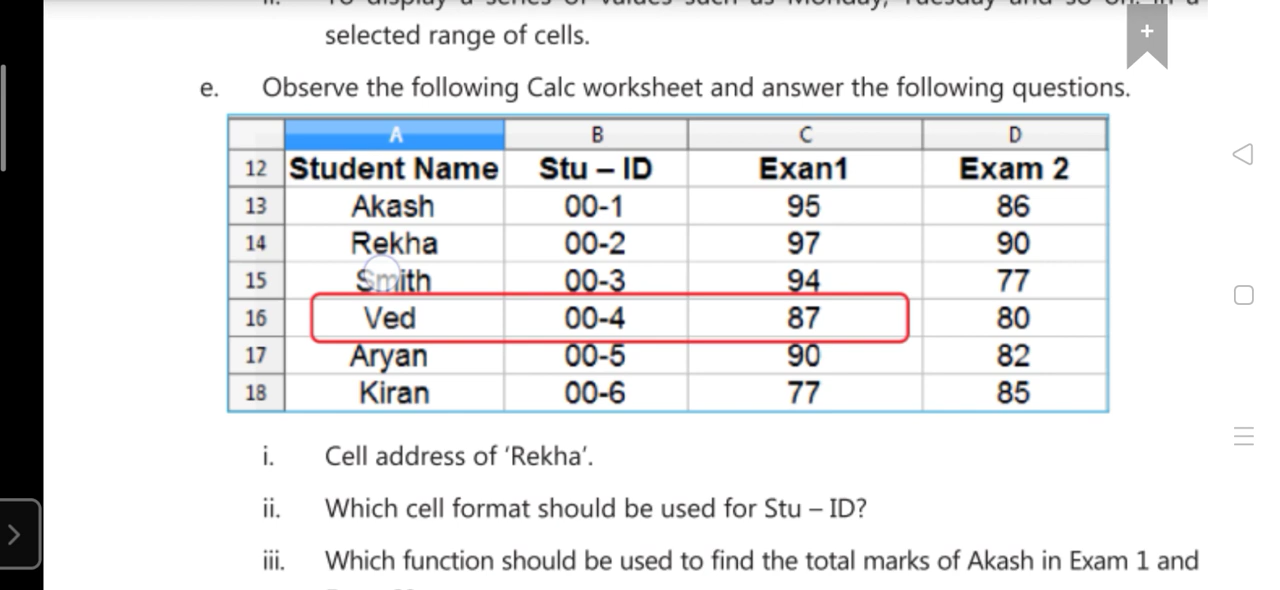 selected range of cells.
e. Observe the following Calc worksheet and answer the following questions.
A B C D
12 Student Name Stu – ID Exan1 Exam 2
13 Akash 00-1 95 86
14 Rekha 00-2 97 90
15 Smith 00-3 94 77
16 Ved 00-4 87 80
17 Aryan 00-5 90 82
18 Kiran 00-6 77 85
i. Cell address of ‘Rekha’.
ii. Which cell format should be used for Stu – ID?
iii. Which function should be used to find the total marks of Akash in Exam 1 and